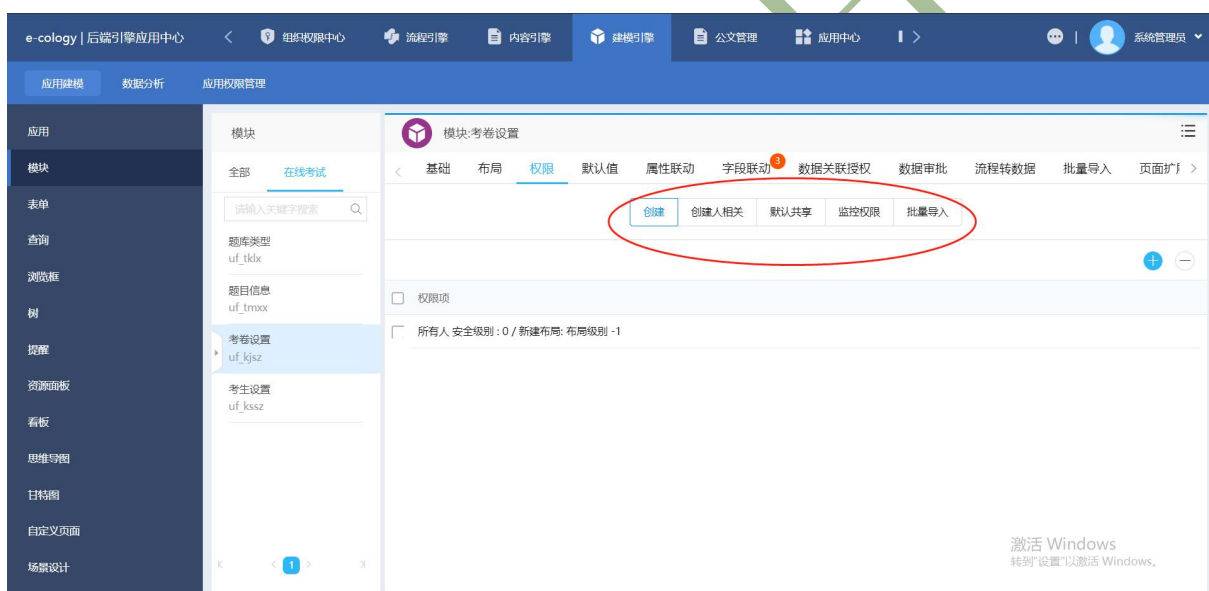 e-cology | 后端引擎应用中心
组织权限中心
流程引擎
内容引擎
建模引擎
公文管理
应用中心
系统管理员
应用建模
数据分析
应用权限管理
应用
模块
表单
查询
浏览框
树
提醒
资源面板
看板
思维导图
甘特图
自定义页面
场景设计
模块
全部
在线考试
请输入关键字搜索
题库类型
uf_tklx
题目信息
uf_tmxx
考卷设置
uf_kjsz
考生设置
uf_kssz
1
模块:考卷设置
基础
布局
权限
默认值
属性联动
字段联动
3
数据关联授权
数据审批
流程转数据
批量导入
页面扩
创建
创建人相关
默认共享
监控权限
批量导入
权限项
所有人 安全级别 : 0 / 新建布局: 布局级别 -1
激活 Windows
转到"设置"以激活 Windows。